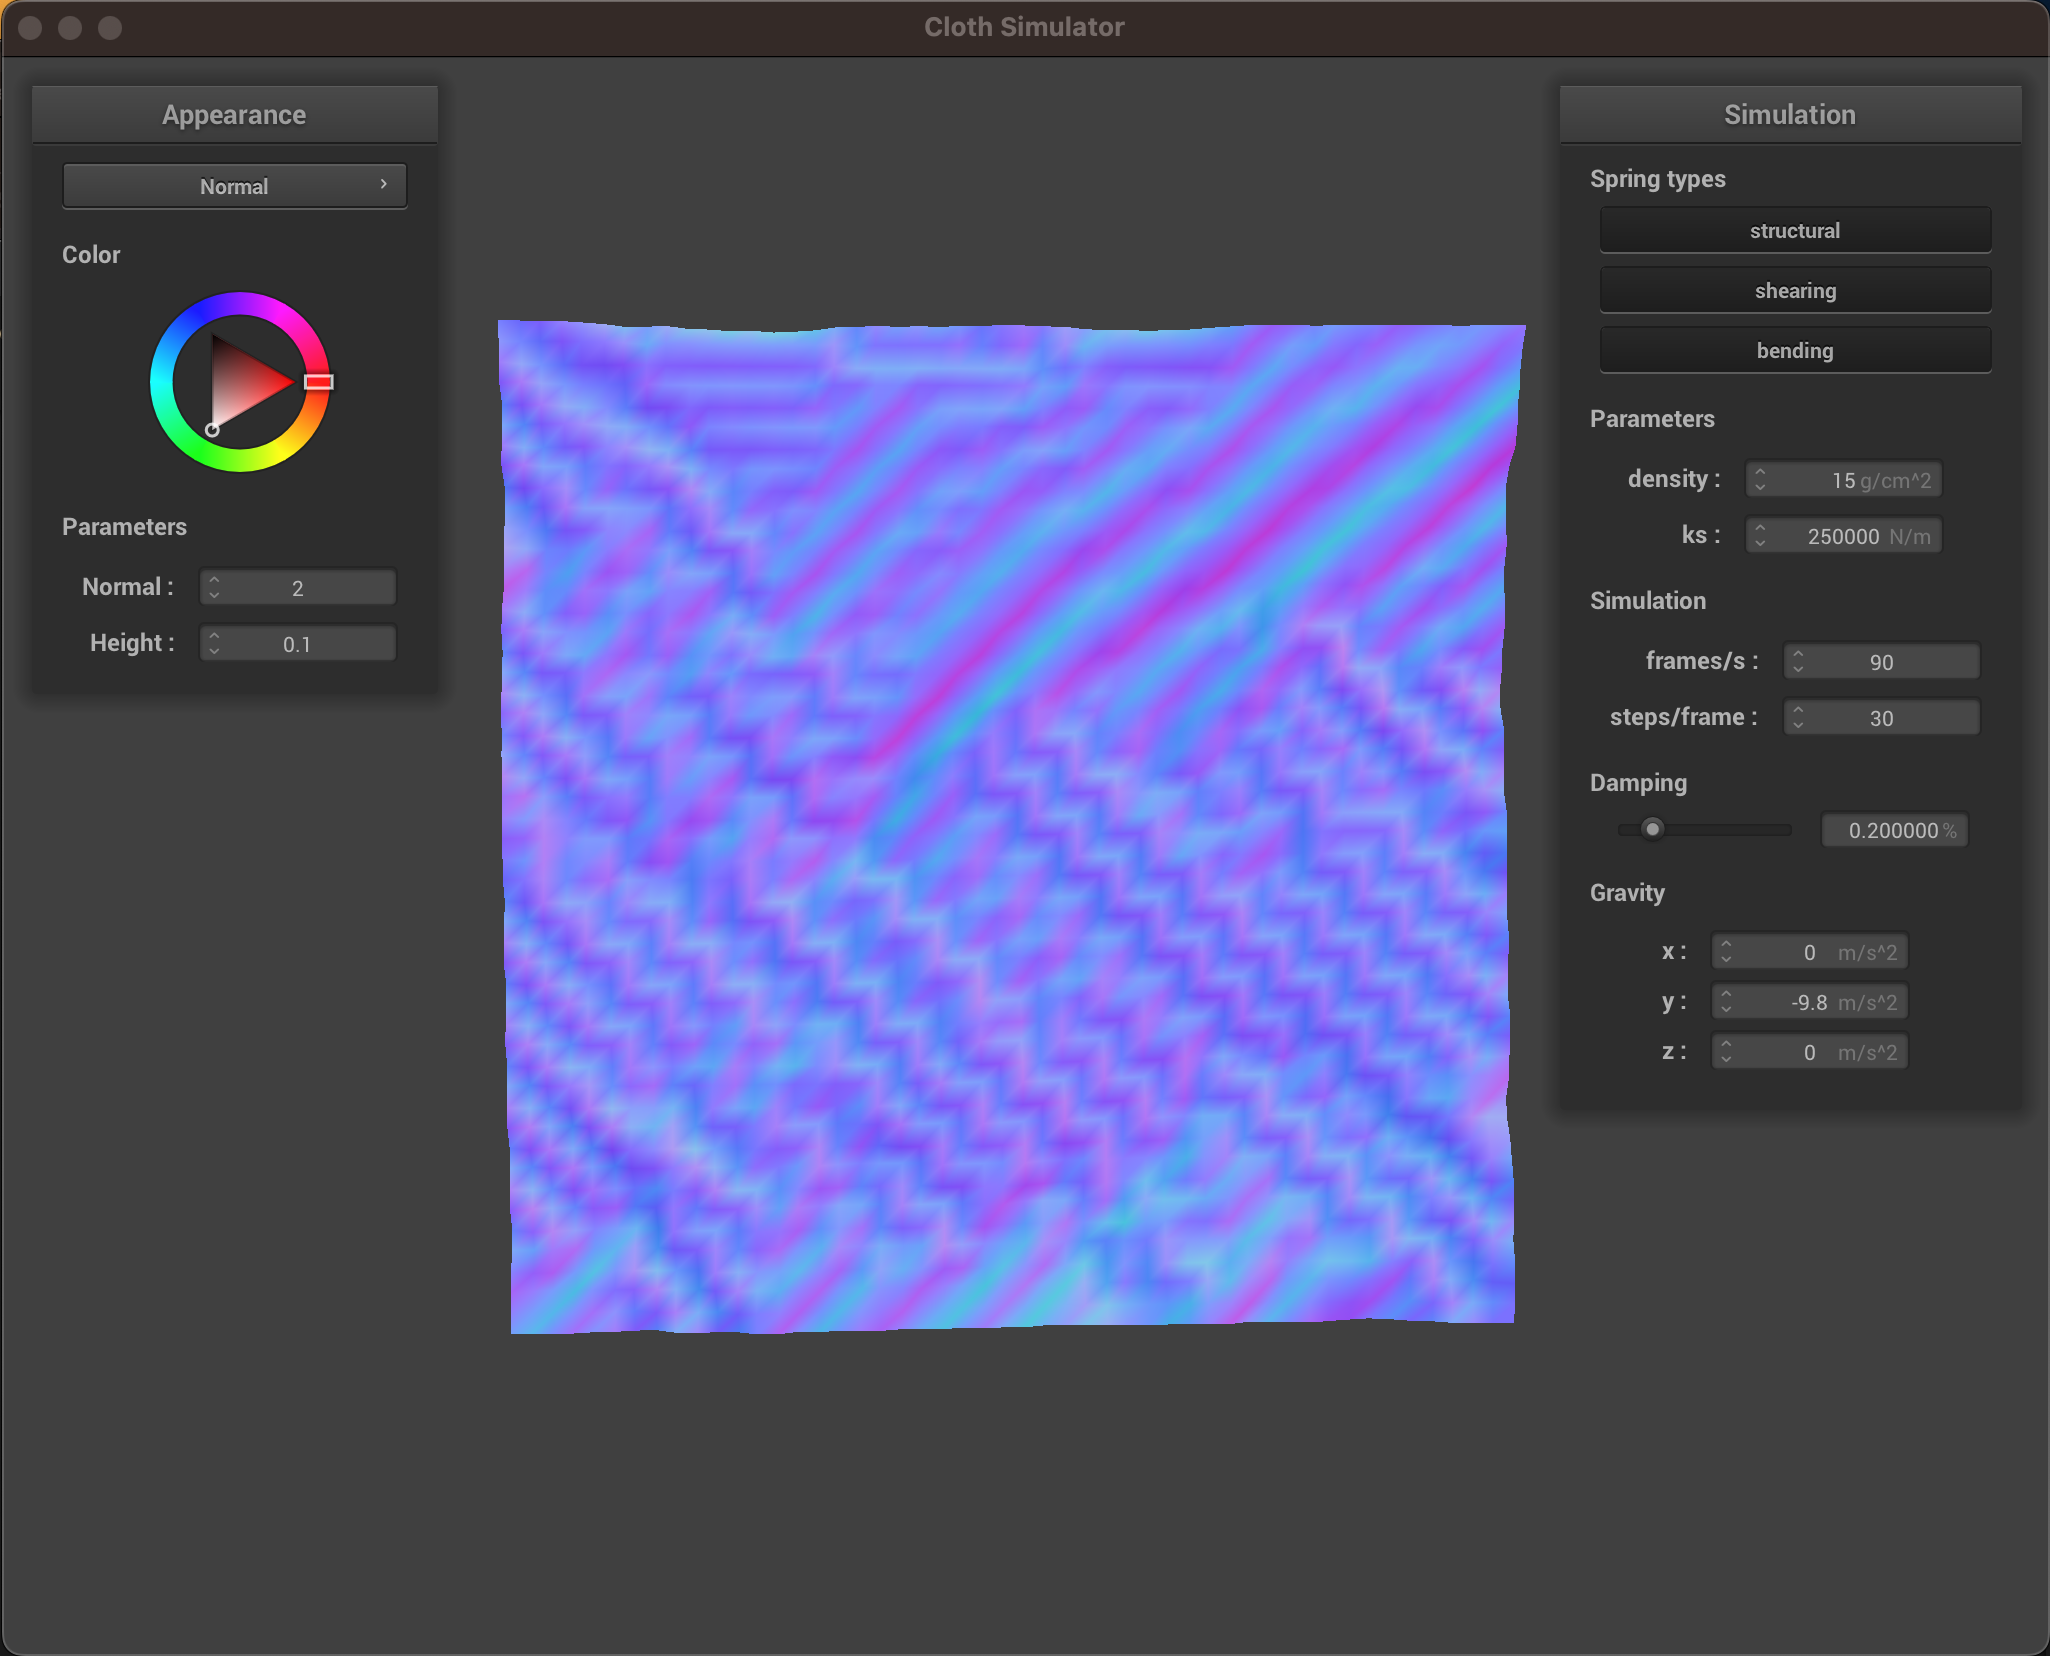 Cloth Simulator
Appearance
Normal
Color
Parameters
Normal : 2
Height : 0.1
Simulation
Spring types
structural
shearing
bending
Parameters
density : 15 g/cm^2
ks : 250000 N/m
Simulation
frames/s : 90
steps/frame : 30
Damping
0.200000 %
Gravity
x : 0 m/s^2
y : -9.8 m/s^2
z : 0 m/s^2